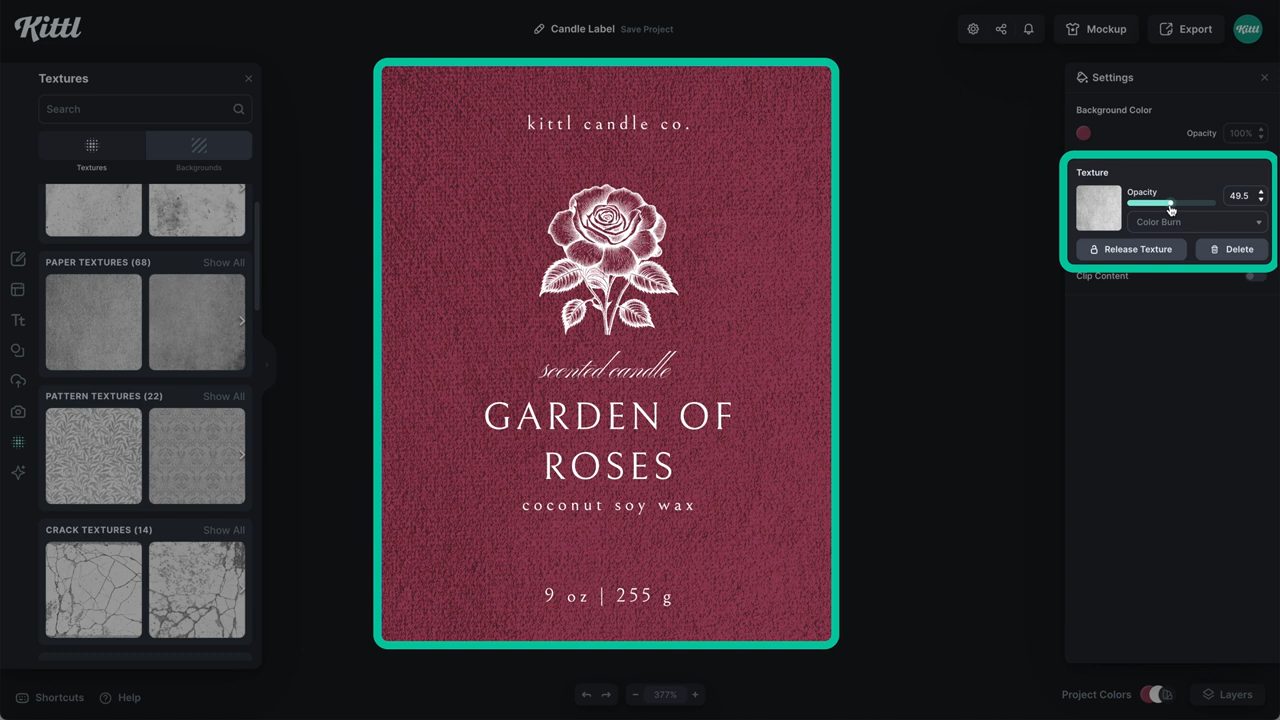 Kittl
Candle Label Save Project
Mockup
Export
Kittl
Textures
Search
Textures
Backgrounds
PAPER TEXTURES (68)
Show All
PATTERN TEXTURES (22)
Show All
CRACK TEXTURES (14)
Show All
kittl candle co.
scented candle
GARDEN OF
ROSES
coconut soy wax
9 oz | 255 g
Settings
Background Color
Opacity 100%
Texture
Opacity
49.5
Color Burn
Release Texture
Delete
Clip Content
Shortcuts
Help
377%
Project Colors
Layers